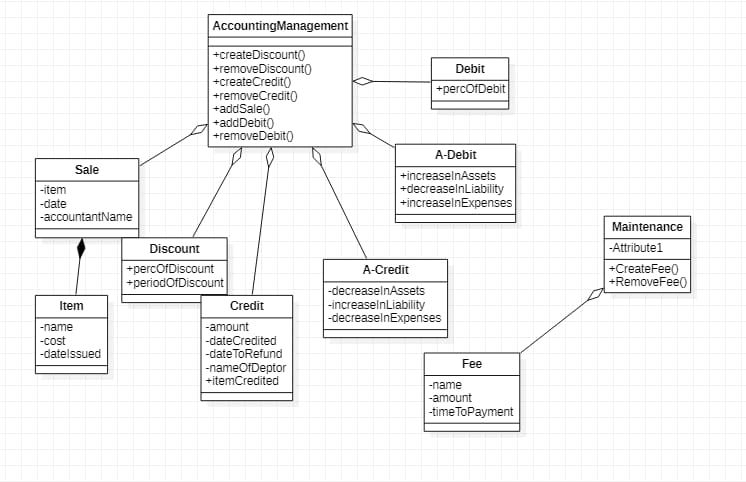 AccountingManagement
+createDiscount()
+removeDiscount()
+createCredit()
+removeCredit()
+addSale()
+addDebit()
+removeDebit()
Debit
+percOfDebit
A-Debit
+increaseInAssets
+decreaseInLiability
+increaseInExpenses
Sale
-item
-date
-accountantName
Discount
+percOfDiscount
+periodOfDiscount
A-Credit
-decreaseInAssets
-increaseInLiability
-decreaseInExpenses
Maintenance
-Attribute1
+CreateFee()
+RemoveFee()
Item
-name
-cost
-dateIssued
Credit
-amount
-dateCredited
-dateToRefund
-nameOfDeptor
+itemCredited
Fee
-name
-amount
-timeToPayment